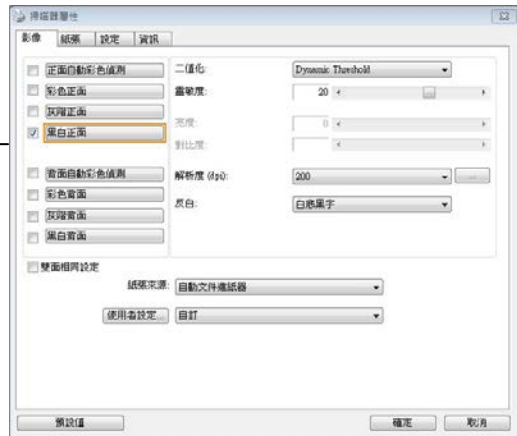 掃描器屬性
影像 紙張 設定 資訊
正面自動彩色偵測
彩色正面
灰階正面
黑白正面
背面自動彩色偵測
彩色背面
灰階背面
黑白背面
二值化: Dynamic Threshold
靈敏度: 20
亮度: 0
對比度:
解析度 (dpi): 200 ...
反白: 白底黑字
雙面相同設定
紙張來源: 自動文件進紙器
使用者設定... 自訂
預設值 確定 取消